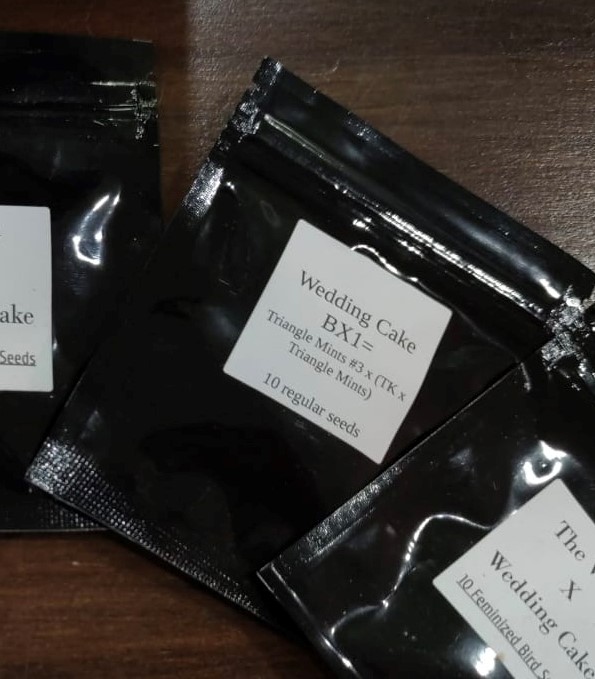 ake
Seeds
Wedding Cake
BX1=
Triangle Mints #3 x (TK x
Triangle Mints)
10 regular seeds
The
X
Wedding Cake
10 Feminized Bird